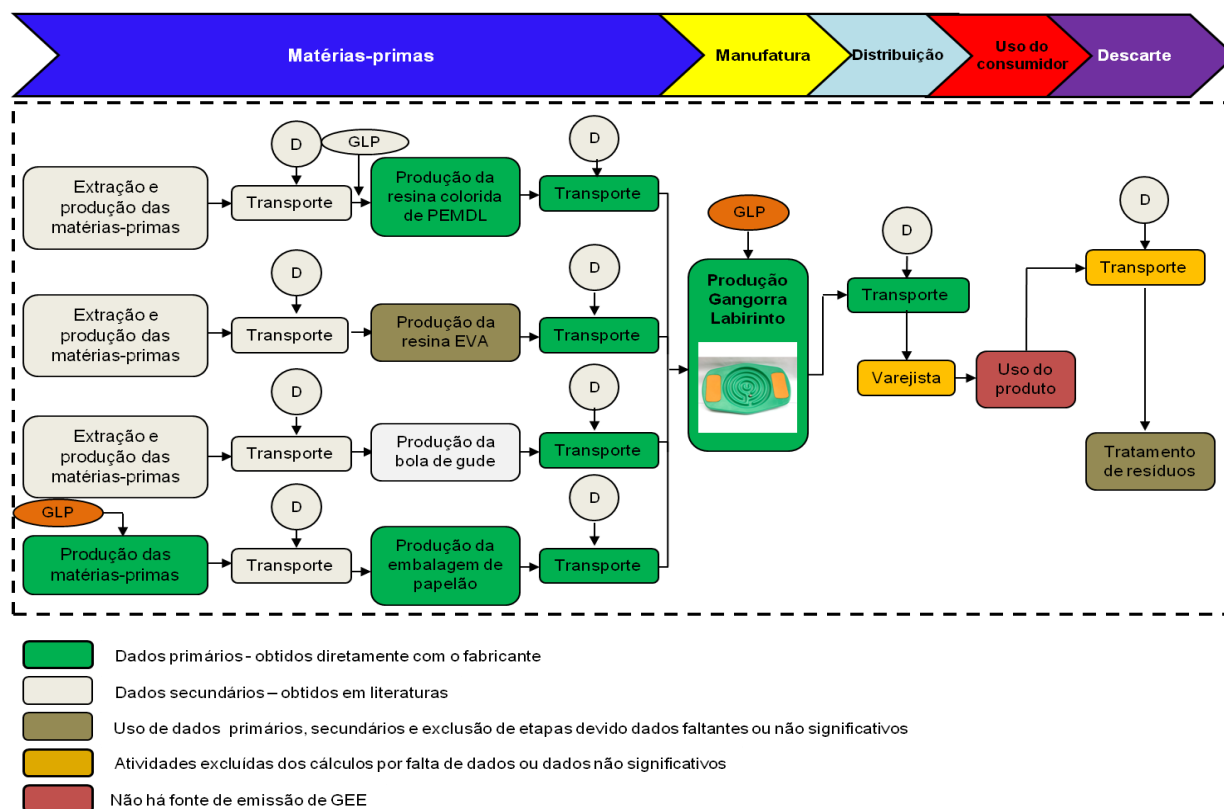 Matérias-primas
Manufatura
Distribuição
Uso do
consumidor
Descarte
D
GLP
D
Extração e
produção das
matérias-primas
Transporte
Produção da
resina colorida
de PEMDL
Transporte
D
D
Extração e
produção das
matérias-primas
Transporte
Produção da
resina EVA
Transporte
D
D
Extração e
produção das
matérias-primas
Transporte
Produção da
bola de gude
Transporte
GLP
D
D
Produção das
matérias-primas
Transporte
Produção da
embalagem de
papelão
Transporte
GLP
Produção
Gangorra
Labirinto
D
Transporte
Varejista
Uso do
produto
D
Transporte
Tratamento
de resíduos
Dados primários - obtidos diretamente com o fabricante
Dados secundários – obtidos em literaturas
Uso de dados primários, secundários e exclusão de etapas devido dados faltantes ou não significativos
Atividades excluídas dos cálculos por falta de dados ou dados não significativos
Não há fonte de emissão de GEE